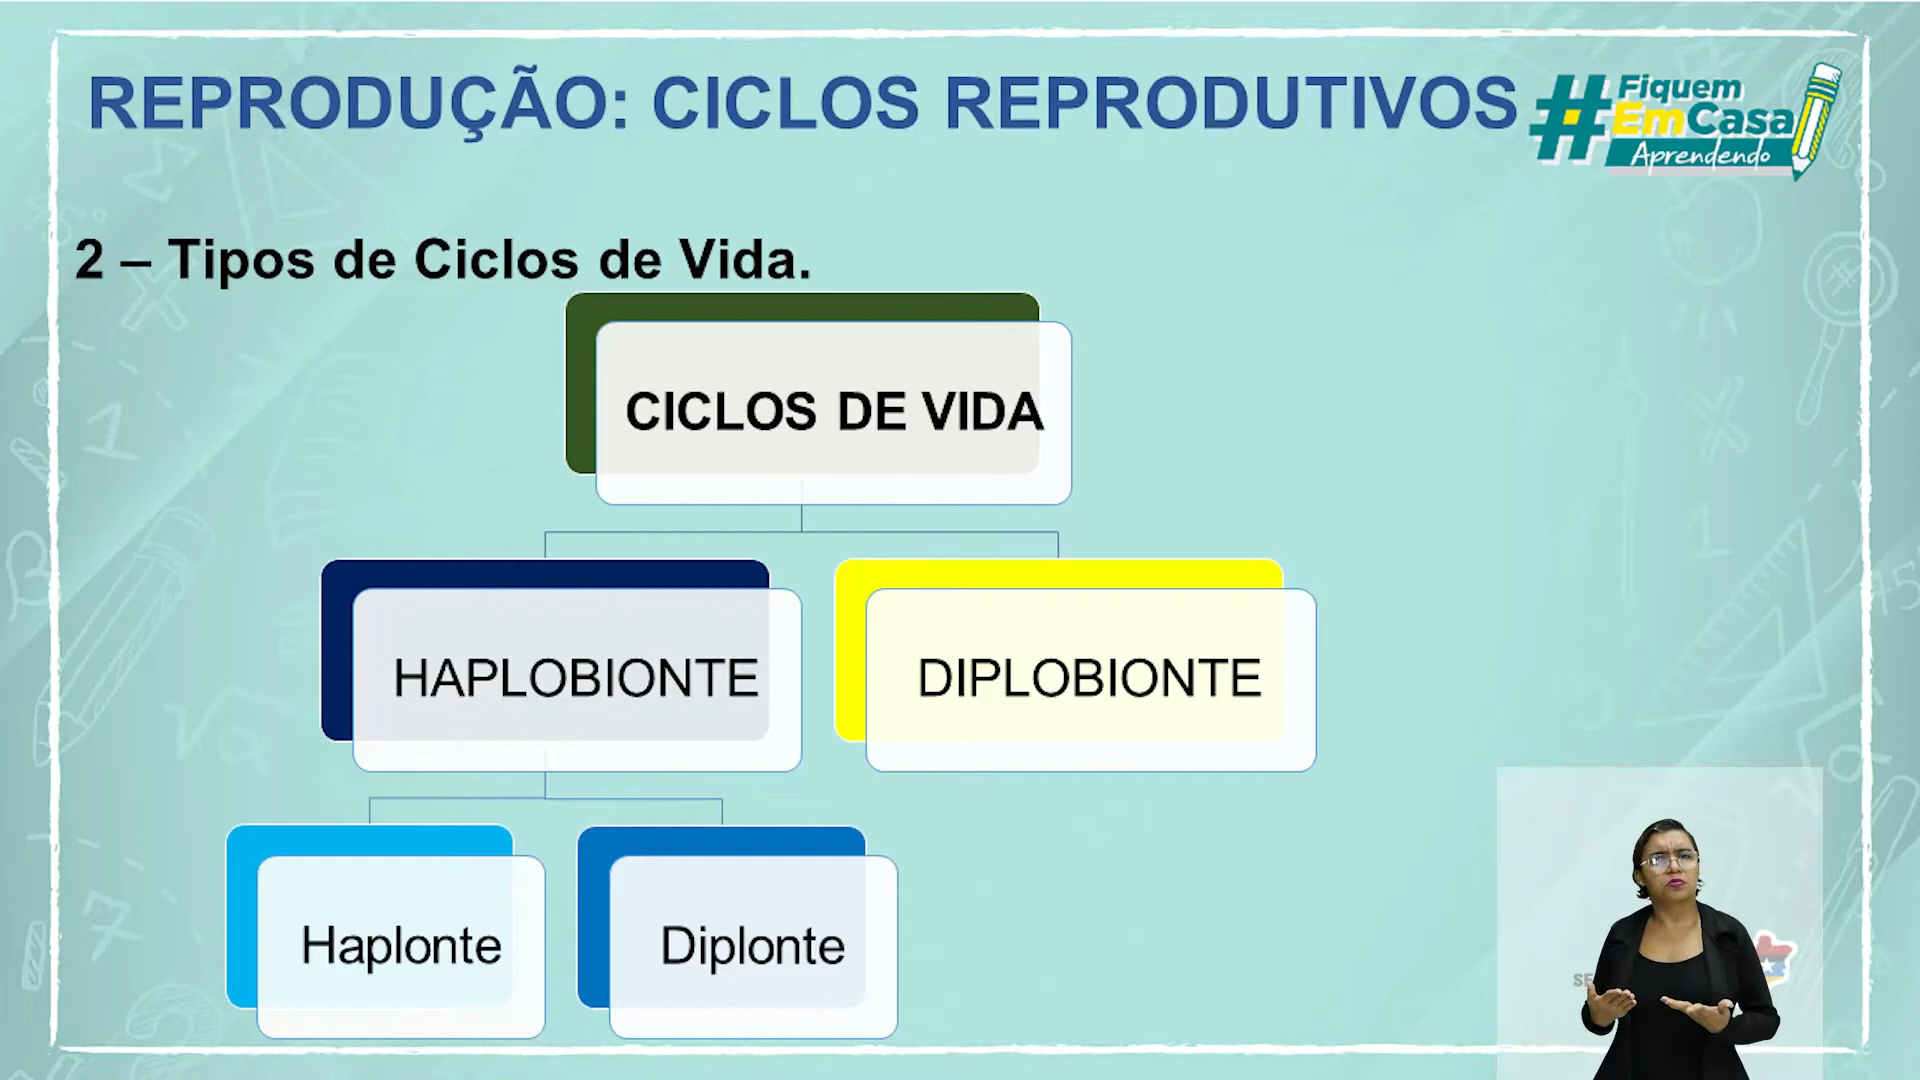 REPRODUÇÃO: CICLOS REPRODUTIVOS
#Fiquem
EmCasa
Aprendendo
2 – Tipos de Ciclos de Vida.
CICLOS DE VIDA
HAPLOBIONTE
DIPLOBIONTE
Haplonte
Diplonte